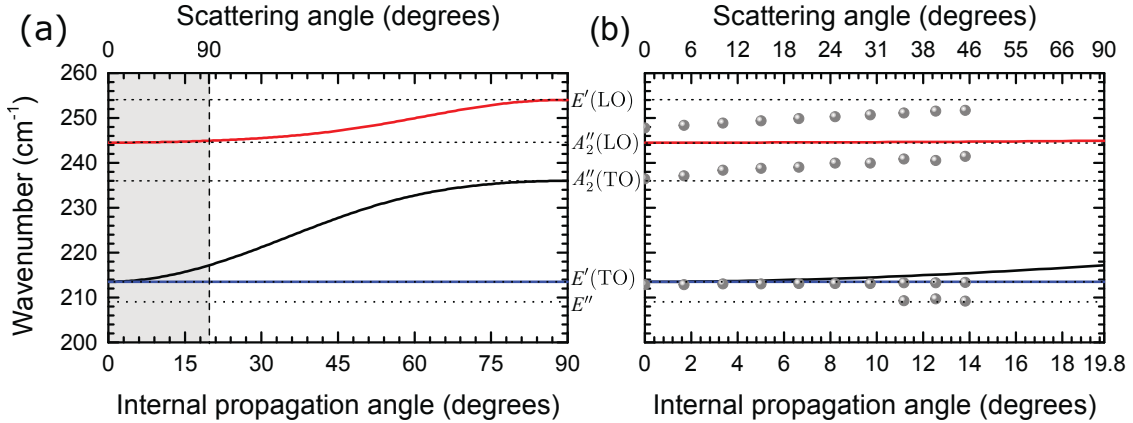 (a)
Scattering angle (degrees)
0 90
Wavenumber (cm⁻¹)
260
250
240
230
220
210
200
0 15 30 45 60 75 90
Internal propagation angle (degrees)
E′(LO)
A₂″(LO)
A₂″(TO)
E′(TO)
E″
(b)
Scattering angle (degrees)
0 6 10 18 24 31 38 46 55 66 90
0 2 4 6 8 10 12 14 16 18 19.8
Internal propagation angle (degrees)